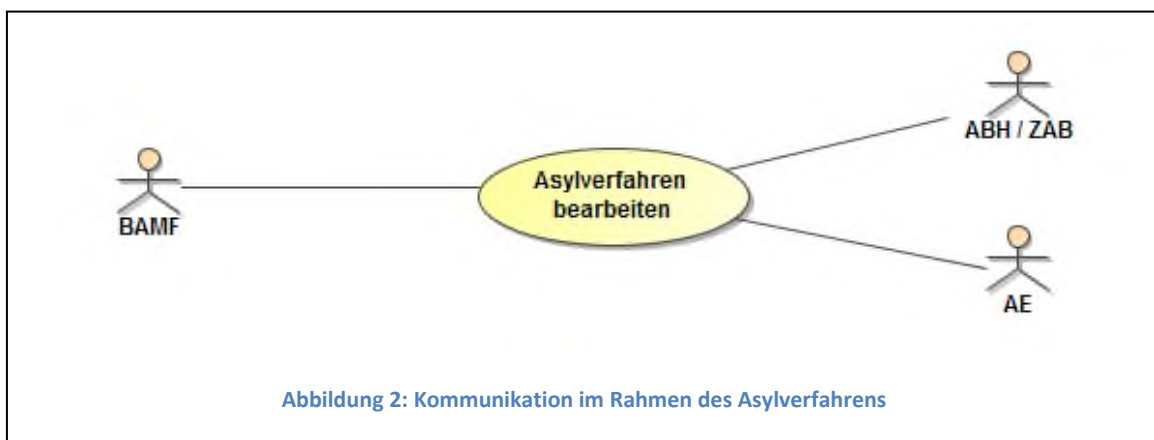 ABH / ZAB
Asylverfahren
bearbeiten
BAMF
AE
Abbildung 2: Kommunikation im Rahmen des Asylverfahrens